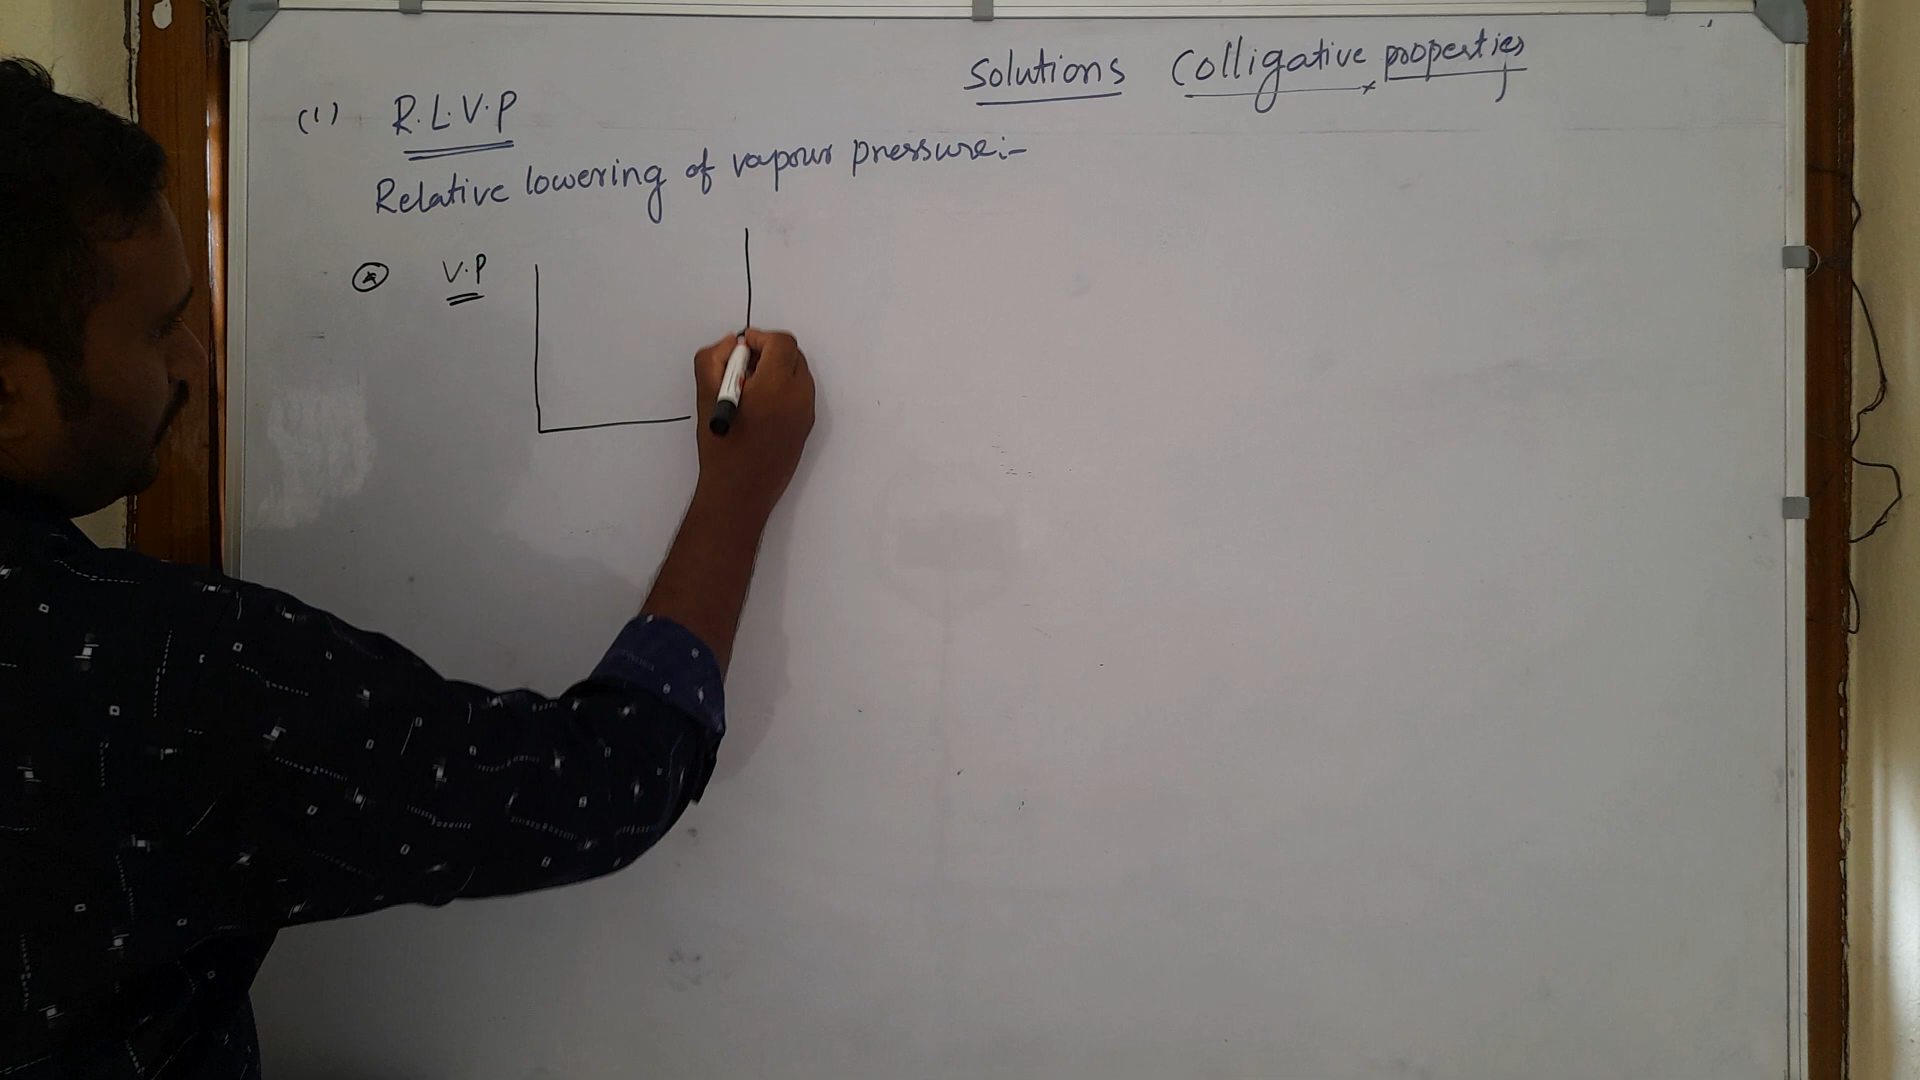 Solutions Colligative properties
(1) R.L.V.P
Relative lowering of vapour pressure:-
V.P